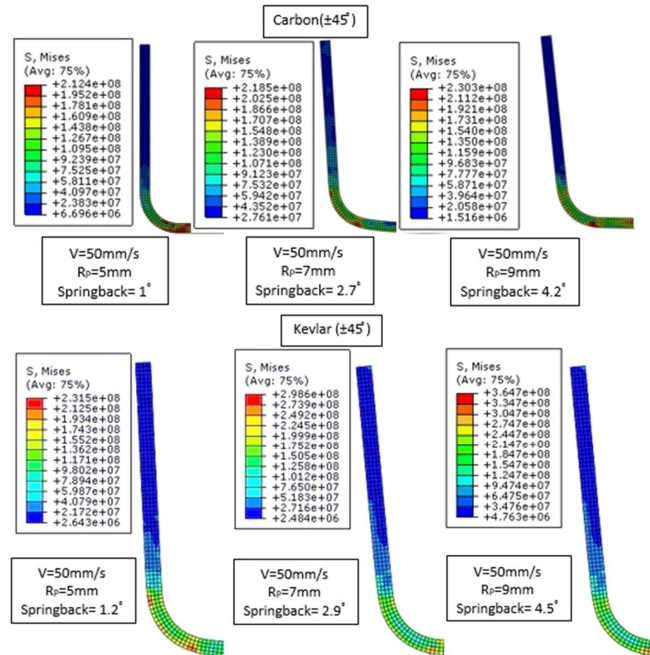 Carbon(±45°)
S, Mises
(Avg: 75%)
+2.124e+08
+1.952e+08
+1.781e+08
+1.609e+08
+1.438e+08
+1.267e+08
+1.095e+08
+9.239e+07
+7.525e+07
+5.811e+07
+4.097e+07
+2.383e+07
+6.696e+06
S, Mises
(Avg: 75%)
+2.185e+08
+2.025e+08
+1.866e+08
+1.707e+08
+1.548e+08
+1.389e+08
+1.230e+08
+1.071e+08
+9.123e+07
+7.532e+07
+5.942e+07
+4.352e+07
+2.761e+07
S, Mises
(Avg: 75%)
+2.303e+08
+2.112e+08
+1.921e+08
+1.731e+08
+1.540e+08
+1.350e+08
+1.159e+08
+9.683e+07
+7.777e+07
+5.871e+07
+3.964e+07
+2.058e+07
+1.516e+06
V=50mm/s
RP=5mm
Springback= 1°
V=50mm/s
RP=7mm
Springback= 2.7°
V=50mm/s
RP=9mm
Springback= 4.2°
Kevlar (±45°)
S, Mises
(Avg: 75%)
+2.315e+08
+2.125e+08
+1.934e+08
+1.743e+08
+1.552e+08
+1.362e+08
+1.171e+08
+9.802e+07
+7.894e+07
+5.987e+07
+4.079e+07
+2.172e+07
+2.643e+06
S, Mises
(Avg: 75%)
+2.986e+08
+2.739e+08
+2.492e+08
+2.245e+08
+1.999e+08
+1.752e+08
+1.505e+08
+1.258e+08
+1.012e+08
+7.650e+07
+5.183e+07
+2.716e+07
+2.484e+06
S, Mises
(Avg: 75%)
+3.647e+08
+3.347e+08
+3.047e+08
+2.747e+08
+2.447e+08
+2.147e+08
+1.847e+08
+1.547e+08
+1.247e+08
+9.474e+07
+6.475e+07
+3.476e+07
+4.763e+06
V=50mm/s
RP=5mm
Springback= 1.2°
V=50mm/s
RP=7mm
Springback= 2.9°
V=50mm/s
RP=9mm
Springback= 4.5°